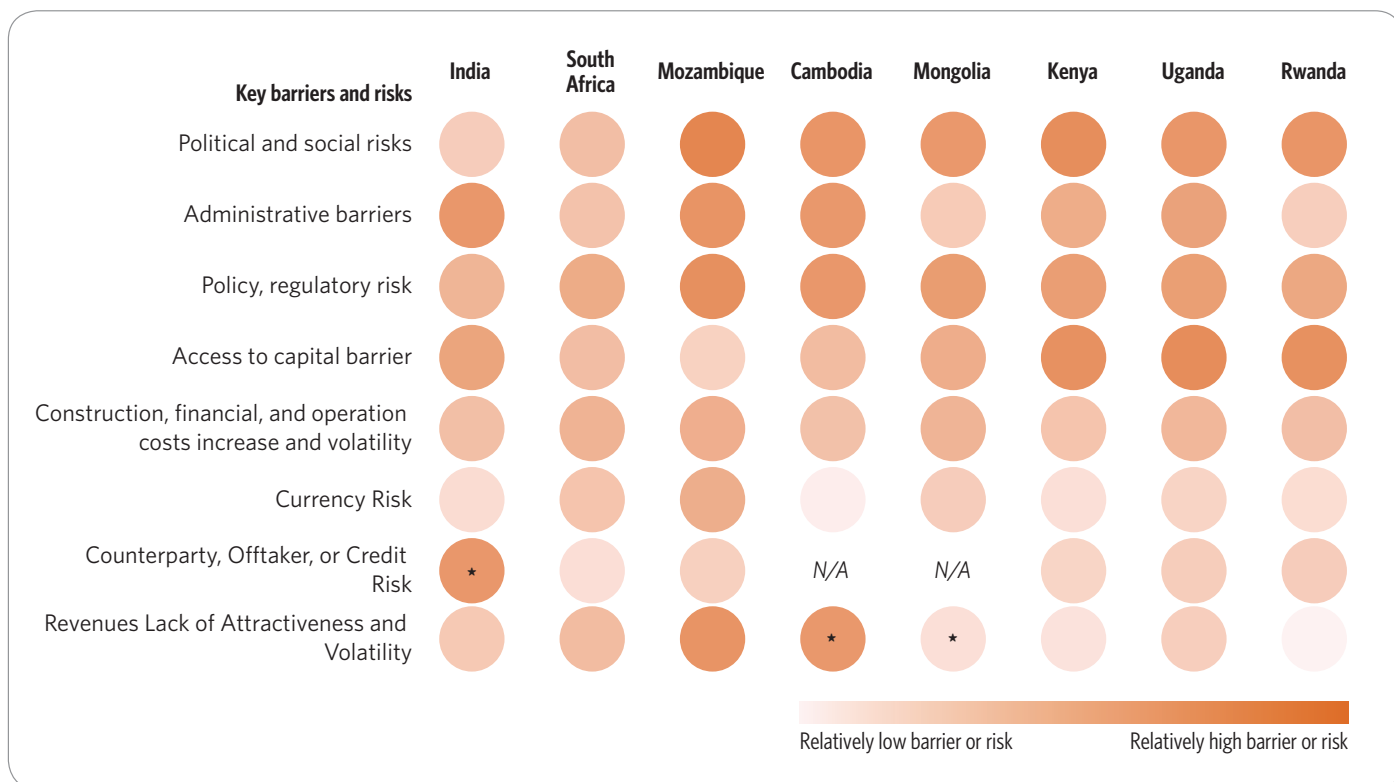 India
South
Africa
Mozambique
Cambodia
Mongolia
Kenya
Uganda
Rwanda
Key barriers and risks
Political and social risks
Administrative barriers
Policy, regulatory risk
Access to capital barrier
Construction, financial, and operation
costs increase and volatility
Currency Risk
Counterparty, Offtaker, or Credit
Risk
★
N/A
N/A
Revenues Lack of Attractiveness and
Volatility
★
★
Relatively low barrier or risk
Relatively high barrier or risk